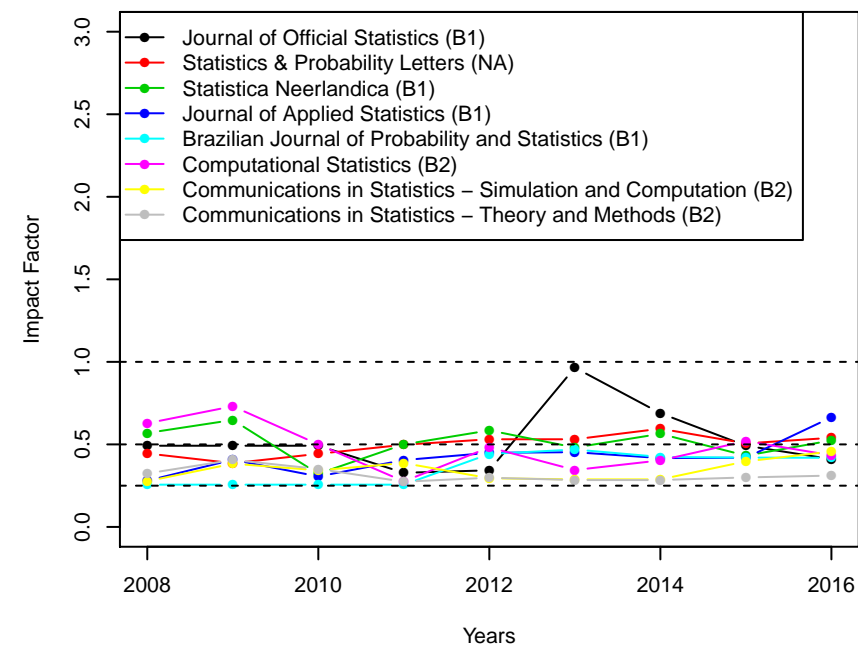 3.0
2.5
2.0
1.5
1.0
0.5
0.0
Impact Factor
Journal of Official Statistics (B1)
Statistics & Probability Letters (NA)
Statistica Neerlandica (B1)
Journal of Applied Statistics (B1)
Brazilian Journal of Probability and Statistics (B1)
Computational Statistics (B2)
Communications in Statistics − Simulation and Computation (B2)
Communications in Statistics − Theory and Methods (B2)
2008 2010 2012 2014 2016
Years